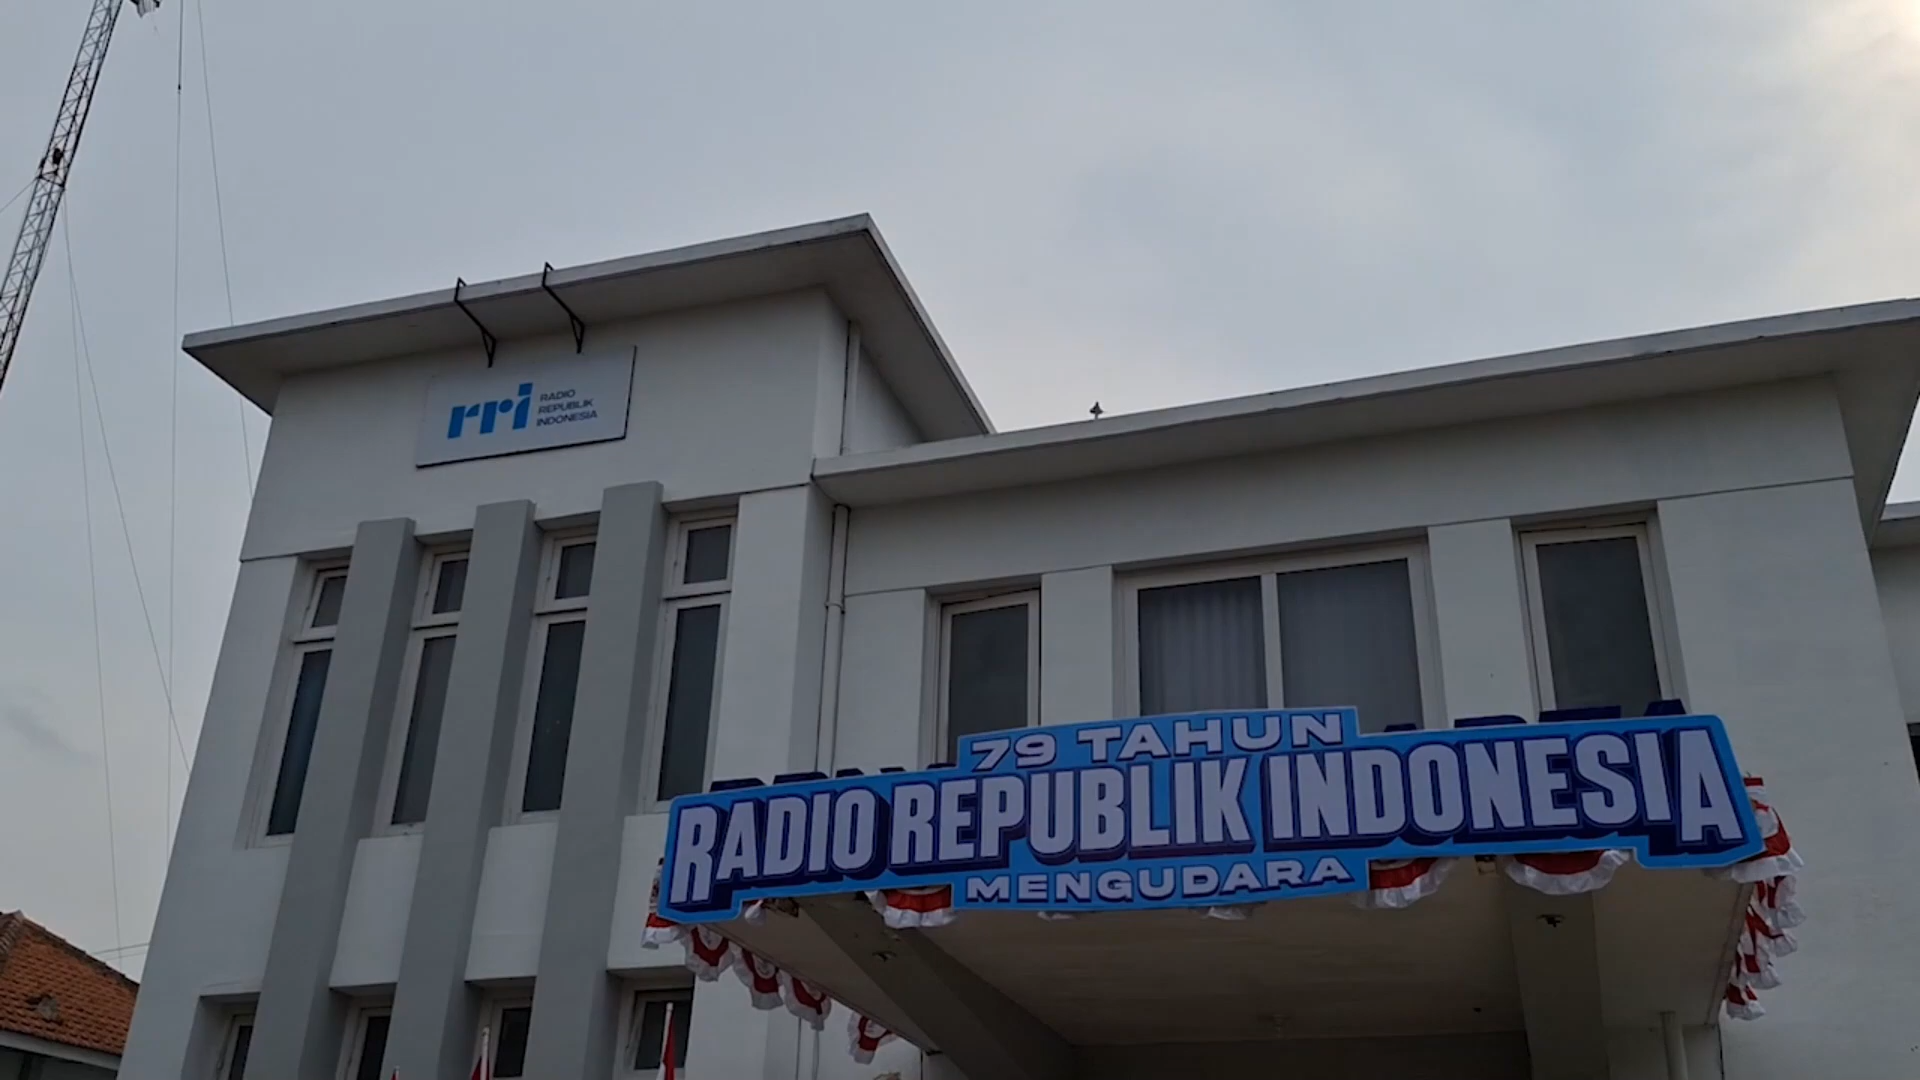 rri
RADIO
REPUBLIK
INDONESIA
79 TAHUN
RADIO REPUBLIK INDONESIA
MENGUDARA